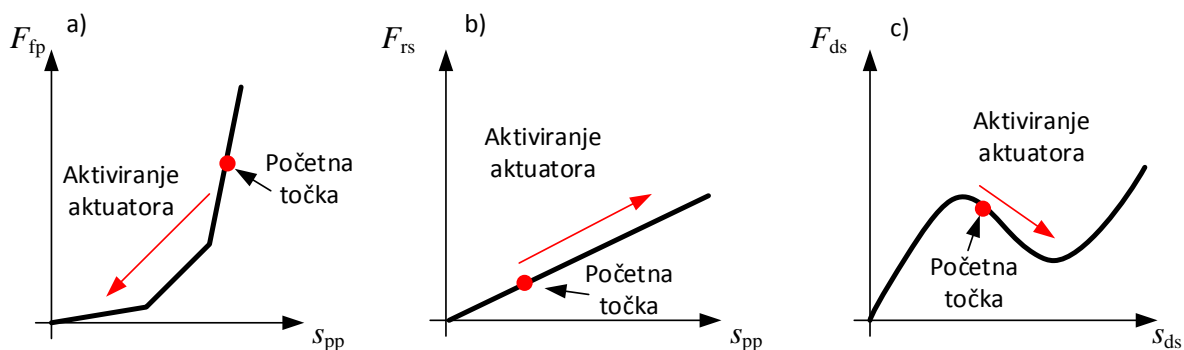 a)
F_fp
Aktiviranje
aktuatora
Početna
točka
s_pp
b)
F_rs
Aktiviranje
aktuatora
Početna
točka
s_pp
c)
F_ds
Aktiviranje
aktuatora
Početna
točka
s_ds